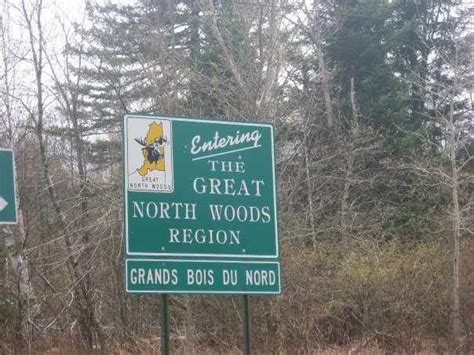 Entering
THE
GREAT
NORTH WOODS
REGION
GREAT
NORTH WOODS
GRANDS BOIS DU NORD